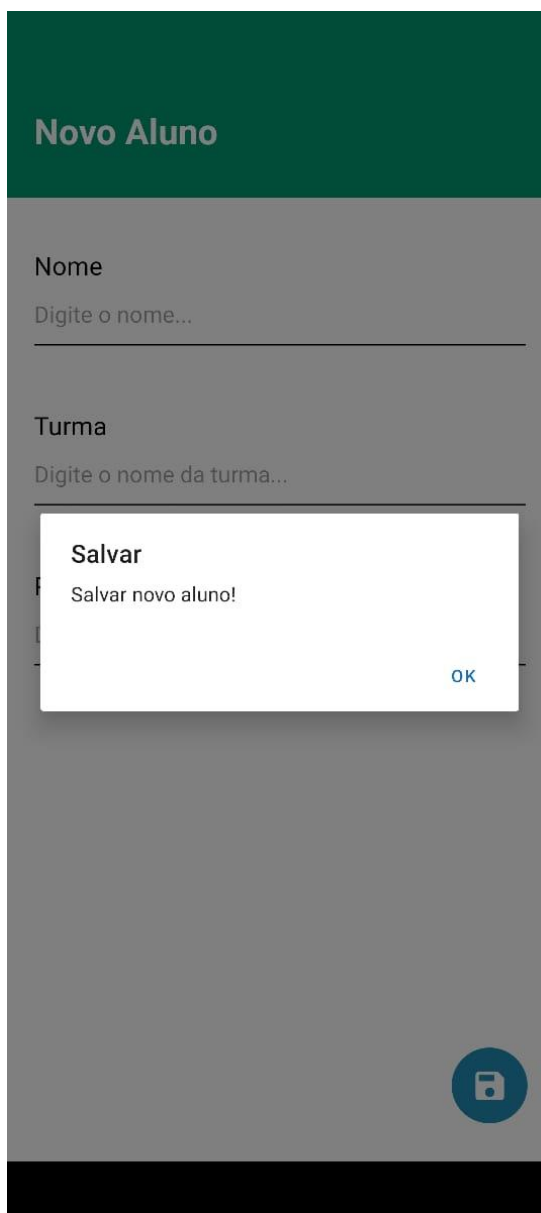 Novo Aluno
Nome
Digite o nome...
Turma
Digite o nome da turma...
Salvar
Salvar novo aluno!
OK